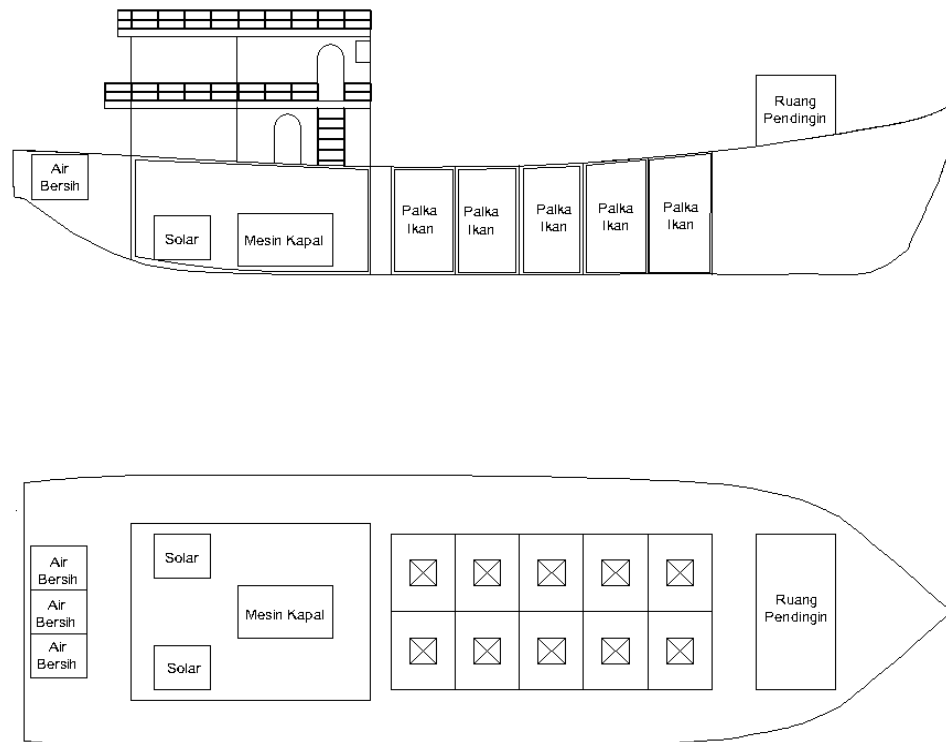 Ruang
Pendingin
Air
Bersih
Solar
Mesin Kapal
Palka
Ikan
Palka
Ikan
Palka
Ikan
Palka
Ikan
Palka
Ikan
Air
Bersih
Air
Bersih
Air
Bersih
Solar
Mesin Kapal
Solar
Ruang
Pendingin